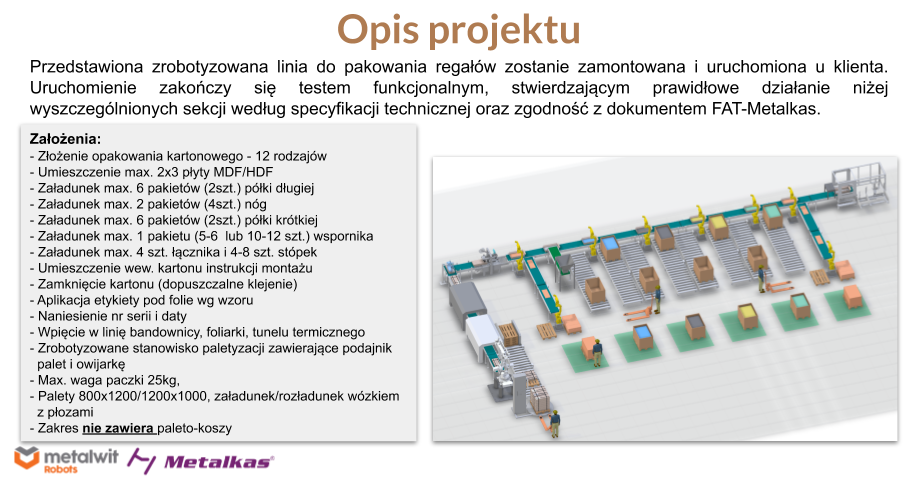 Opis projektu
Przedstawiona zrobotyzowana linia do pakowania regałów zostanie zamontowana i uruchomiona u klienta.
Uruchomienie zakończy się testem funkcjonalnym, stwierdzającym prawidłowe działanie niżej
wyszczególnionych sekcji według specyfikacji technicznej oraz zgodność z dokumentem FAT-Metalkas.
Założenia:
- Złożenie opakowania kartonowego - 12 rodzajów
- Umieszczenie max. 2x3 płyty MDF/HDF
- Załadunek max. 6 pakietów (2szt.) półki długiej
- Załadunek max. 2 pakietów (4szt.) nóg
- Załadunek max. 6 pakietów (2szt.) półki krótkiej
- Załadunek max. 1 pakietu (5-6 lub 10-12 szt.) wspornika
- Załadunek max. 4 szt. łącznika i 4-8 szt. stópek
- Umieszczenie wew. kartonu instrukcji montażu
- Zamknięcie kartonu (dopuszczalne klejenie)
- Aplikacja etykiety pod folie wg wzoru
- Naniesienie nr serii i daty
- Wpięcie w linię bandownicy, foliarki, tunelu termicznego
- Zrobotyzowane stanowisko paletyzacji zawierające podajnik
palet i owijarkę
- Max. waga paczki 25kg,
- Palety 800x1200/1200x1000, załadunek/rozładunek wózkiem
z płozami
- Zakres nie zawiera paleto-koszy
metalwit
Robots
Metalkas